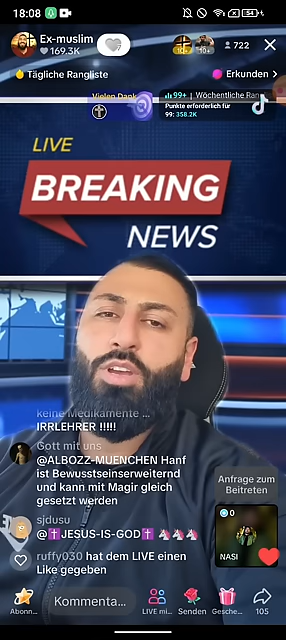 18:08
54
Ex-muslim
169.3K
10+
10+
722
Tägliche Rangliste
Erkunden >
Vielen Dank
99+ | Wöchentliche Ran
Punkte erforderlich für
99: 358.2K
LIVE
BREAKING
NEWS
keine Medikamente ...
IRRLEHRER !!!!!
Gott mit uns
@ALBOZZ-MUENCHEN Hanf
ist Bewusstseinserweiternd
und kann mit Magir gleich
gesetzt werden
Anfrage zum
Beitreten
0
sjdusu
@✝️JESUS-IS-GOD✝️🦄🦄🦄
NASI
ruffy030 hat dem LIVE einen
Like gegeben
Abonn...
Kommenta...
LIVE mi...
Senden
Gesche...
105